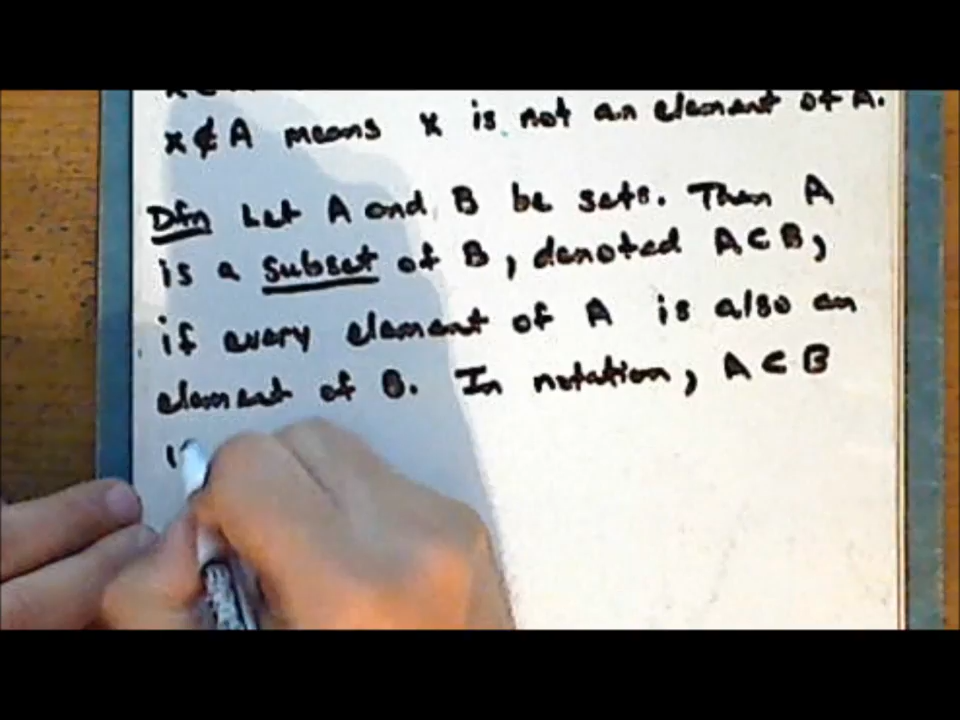 x ∉ A means x is not an element of A.
Dfn Let A and B be sets. Then A
is a subset of B, denoted A ⊂ B,
if every element of A is also an
element of B. In notation, A ⊂ B